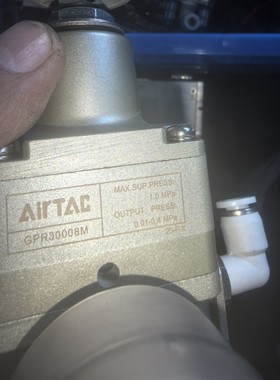 AirTAC
GPR30008M
MAX.SUP.PRESS:
1.0 MPa
OUTPUT PRESS:
0.01-0.4 MPa